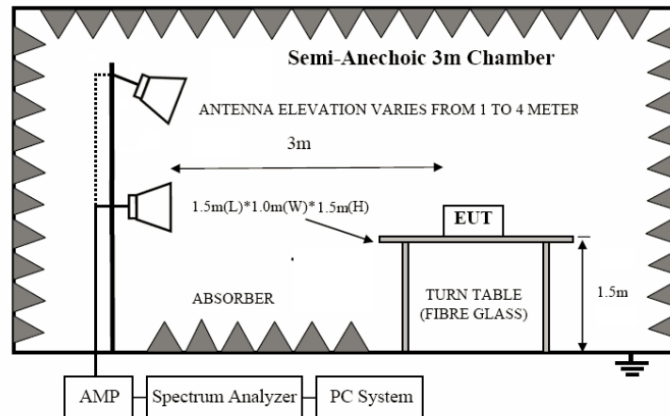 Semi-Anechoic 3m Chamber
ANTENNA ELEVATION VARIES FROM 1 TO 4 METER
3m
1.5m(L)*1.0m(W)*1.5m(H)
EUT
ABSORBER
TURN TABLE
(FIBRE GLASS)
1.5m
AMP
Spectrum Analyzer
PC System